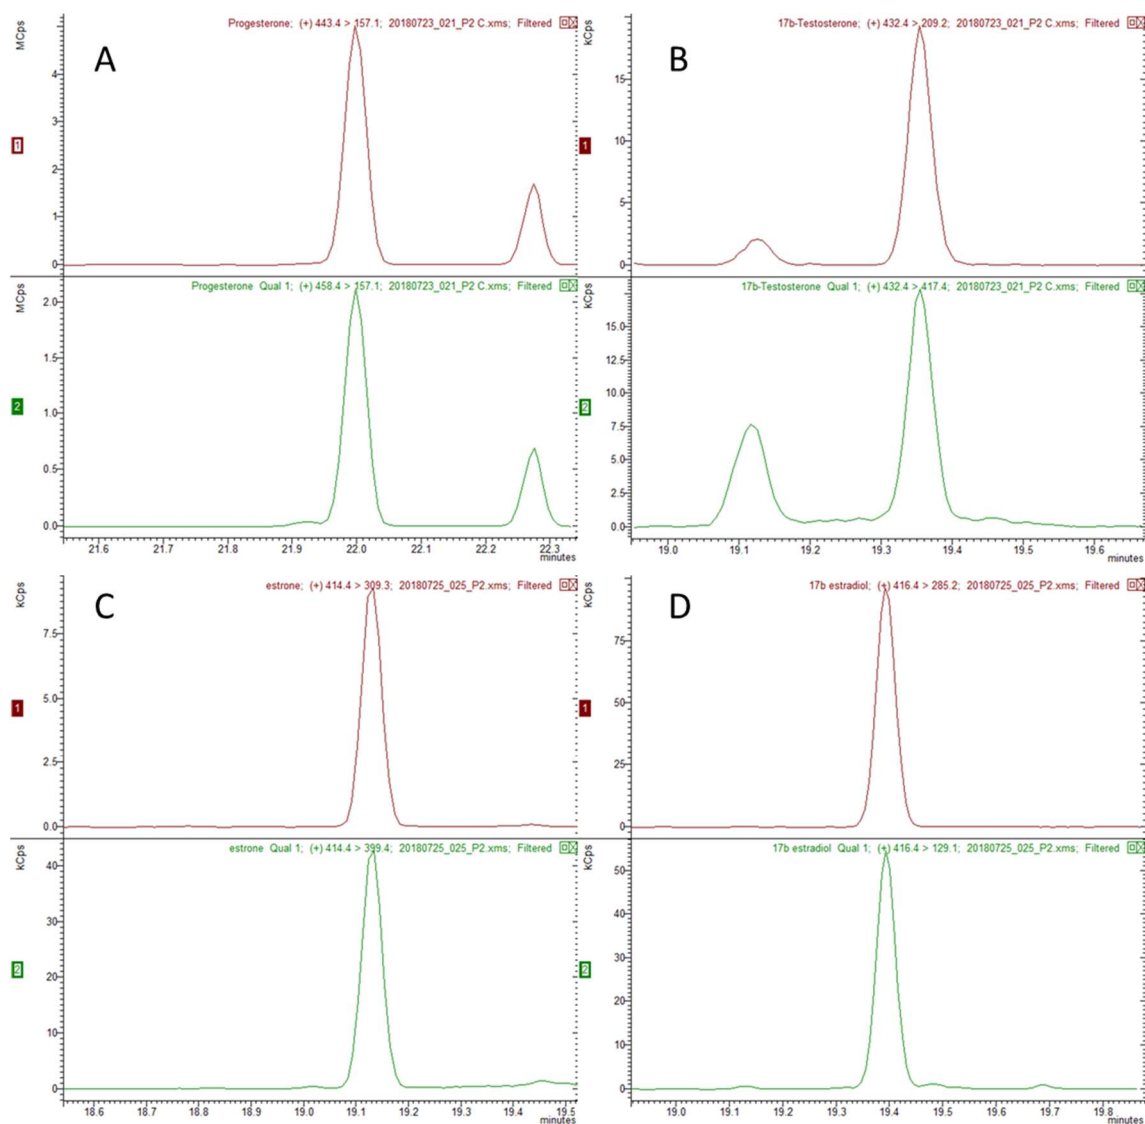 Progesterone; (+) 443.4 > 157.1; 20180723_021_P2 C.xms; Filtered
MCps
A
4
3
2
1
0
1
Progesterone Qual 1; (+) 458.4 > 157.1; 20180723_021_P2 C.xms; Filtered
MCps
2.0
1.5
1.0
0.5
0.0
2
21.6 21.7 21.8 21.9 22.0 22.1 22.2 22.3
minutes
17b-Testosterone; (+) 432.4 > 209.2; 20180723_021_P2 C.xms; Filtered
kCps
B
15
10
5
0
1
17b-Testosterone Qual 1; (+) 432.4 > 417.4; 20180723_021_P2 C.xms; Filtered
kCps
15.0
12.5
10.0
7.5
5.0
2.5
0.0
2
19.0 19.1 19.2 19.3 19.4 19.5 19.6
minutes
estrone; (+) 414.4 > 309.3; 20180725_025_P2.xms; Filtered
kCps
C
7.5
5.0
2.5
0.0
1
estrone Qual 1; (+) 414.4 > 399.4; 20180725_025_P2.xms; Filtered
kCps
40
30
20
10
0
2
18.6 18.7 18.8 18.9 19.0 19.1 19.2 19.3 19.4 19.5
minutes
17b estradiol; (+) 416.4 > 285.2; 20180725_025_P2.xms; Filtered
kCps
D
75
50
25
0
1
17b estradiol Qual 1; (+) 416.4 > 129.1; 20180725_025_P2.xms; Filtered
kCps
50
40
30
20
10
0
2
19.0 19.1 19.2 19.3 19.4 19.5 19.6 19.7 19.8
minutes